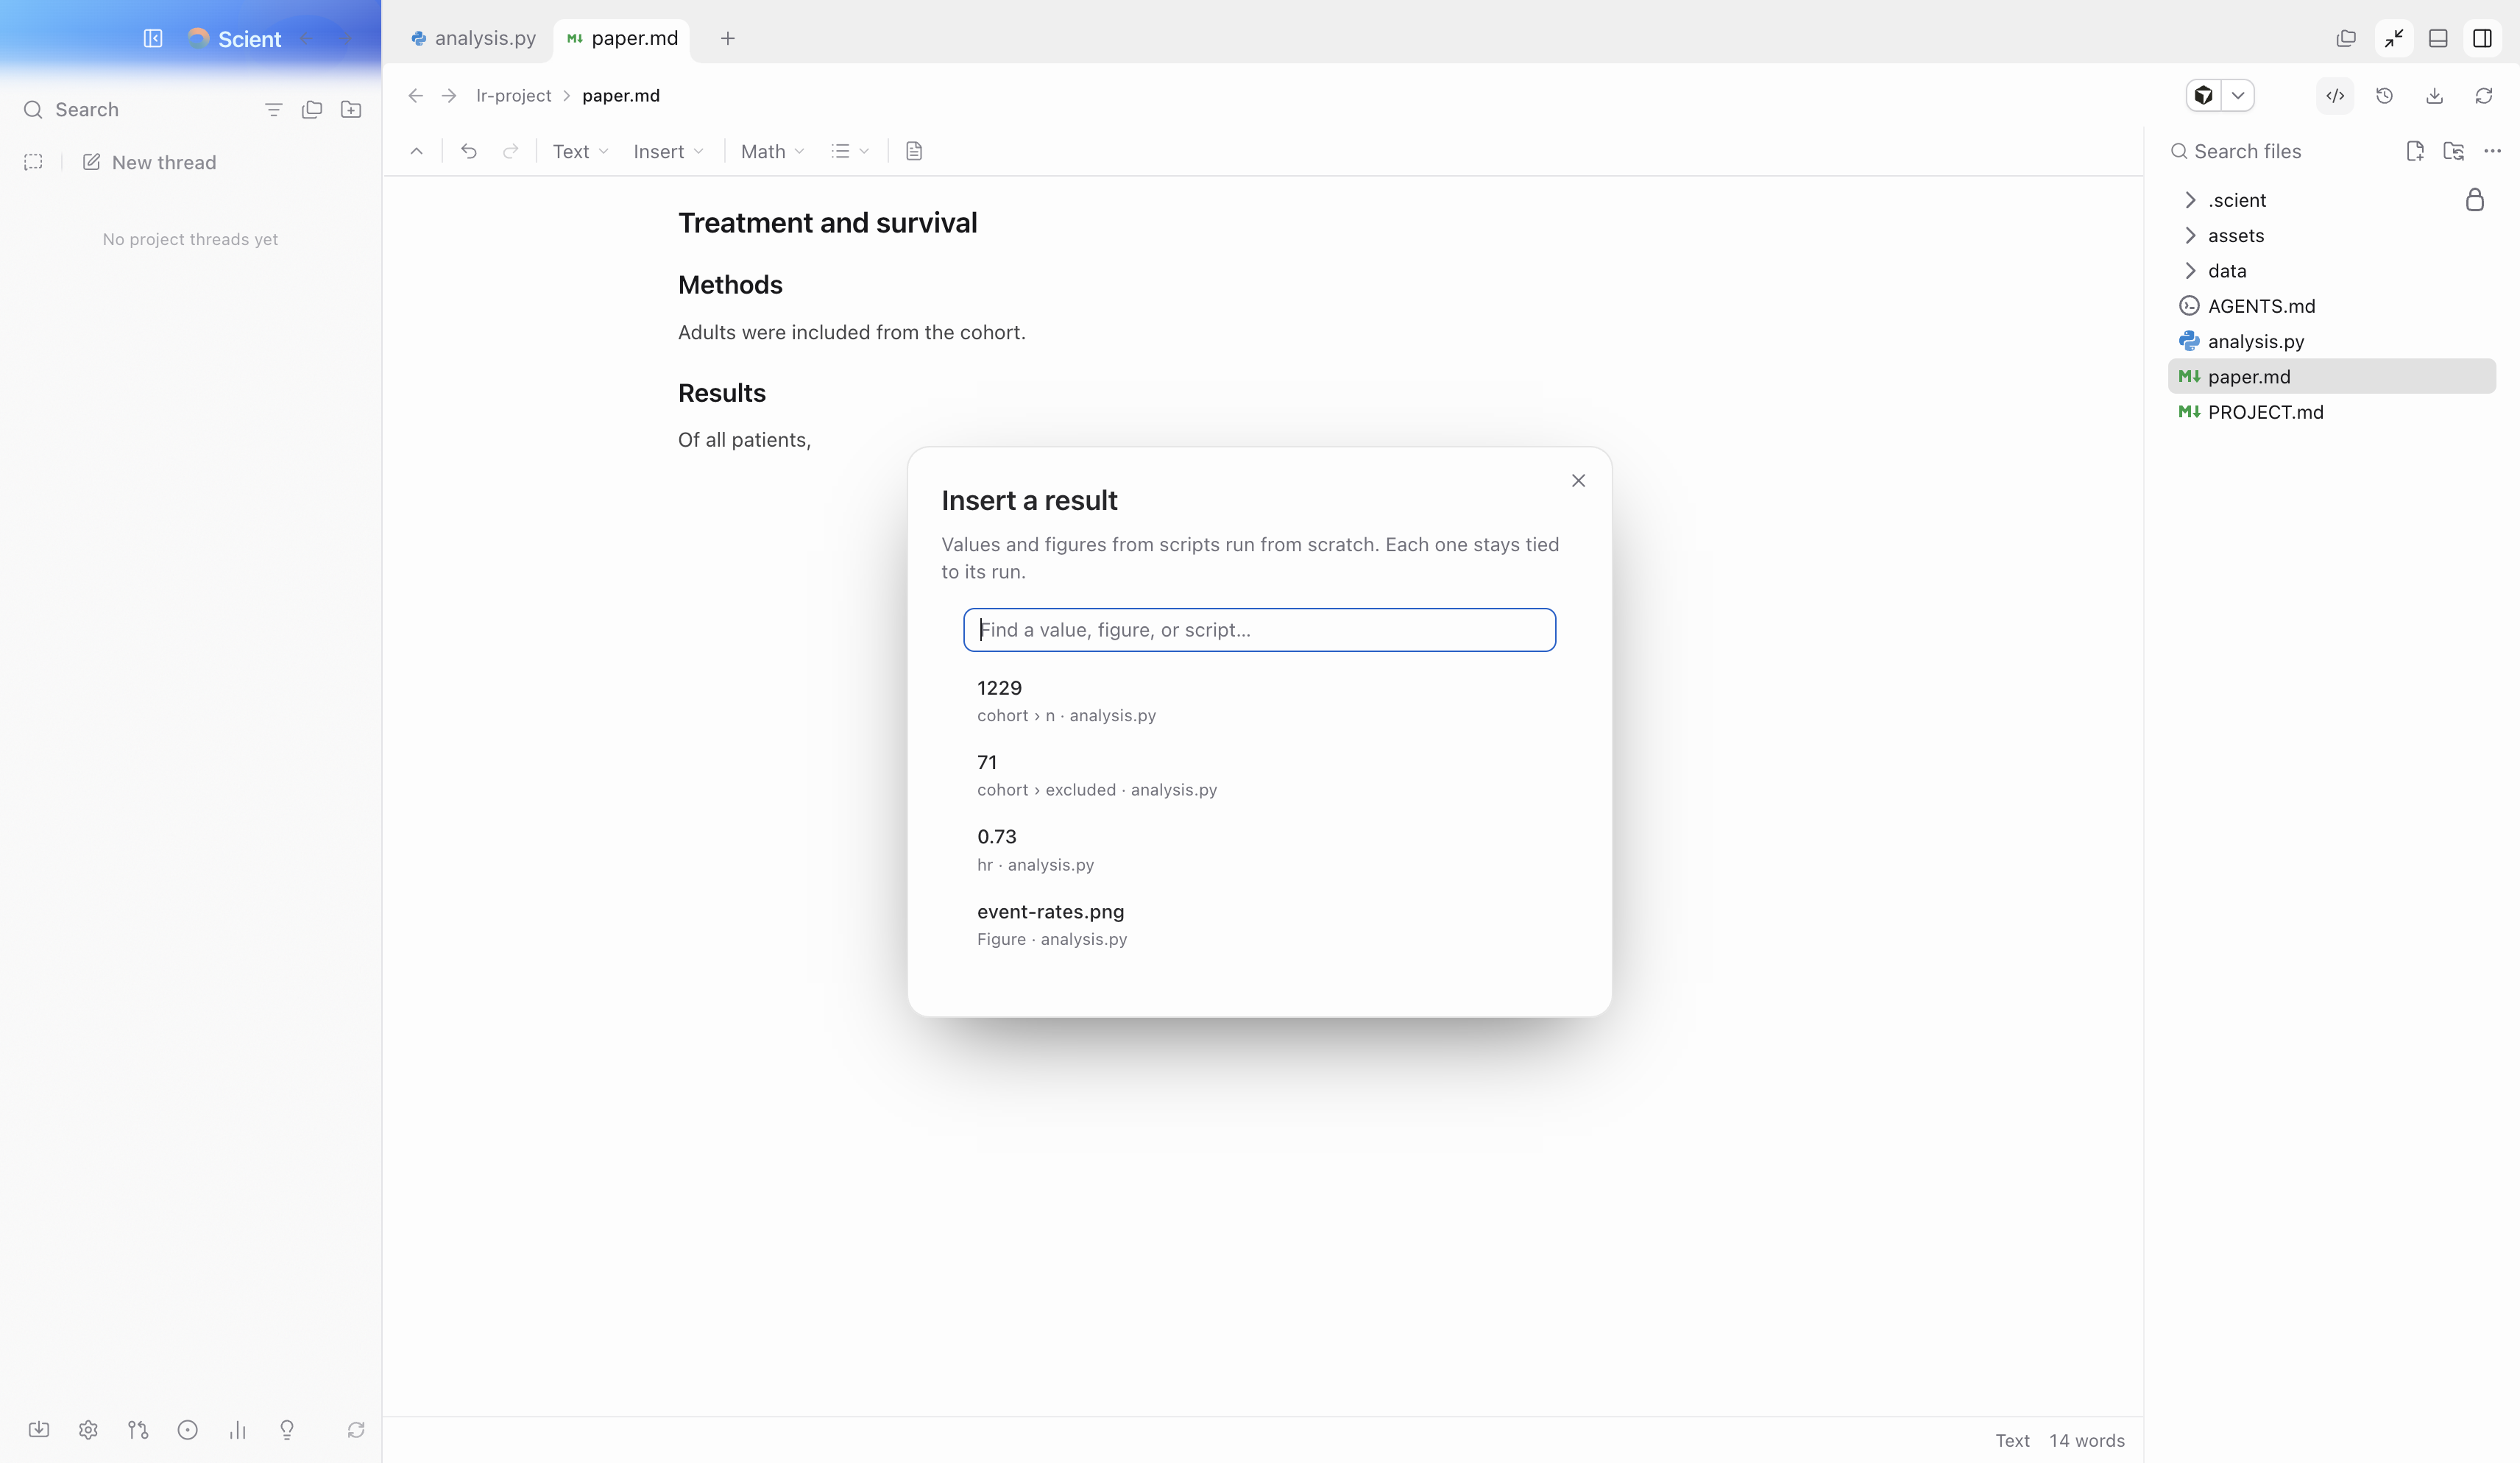 Scient
analysis.py
paper.md
Search
lr-project > paper.md
New thread
Text
Insert
Math
Search files
No project threads yet
.scient
assets
data
AGENTS.md
analysis.py
paper.md
PROJECT.md
Treatment and survival
Methods
Adults were included from the cohort.
Results
Of all patients,
Insert a result
Values and figures from scripts run from scratch. Each one stays tied
to its run.
Find a value, figure, or script...
1229
cohort › n · analysis.py
71
cohort › excluded · analysis.py
0.73
hr · analysis.py
event-rates.png
Figure · analysis.py
Text 14 words